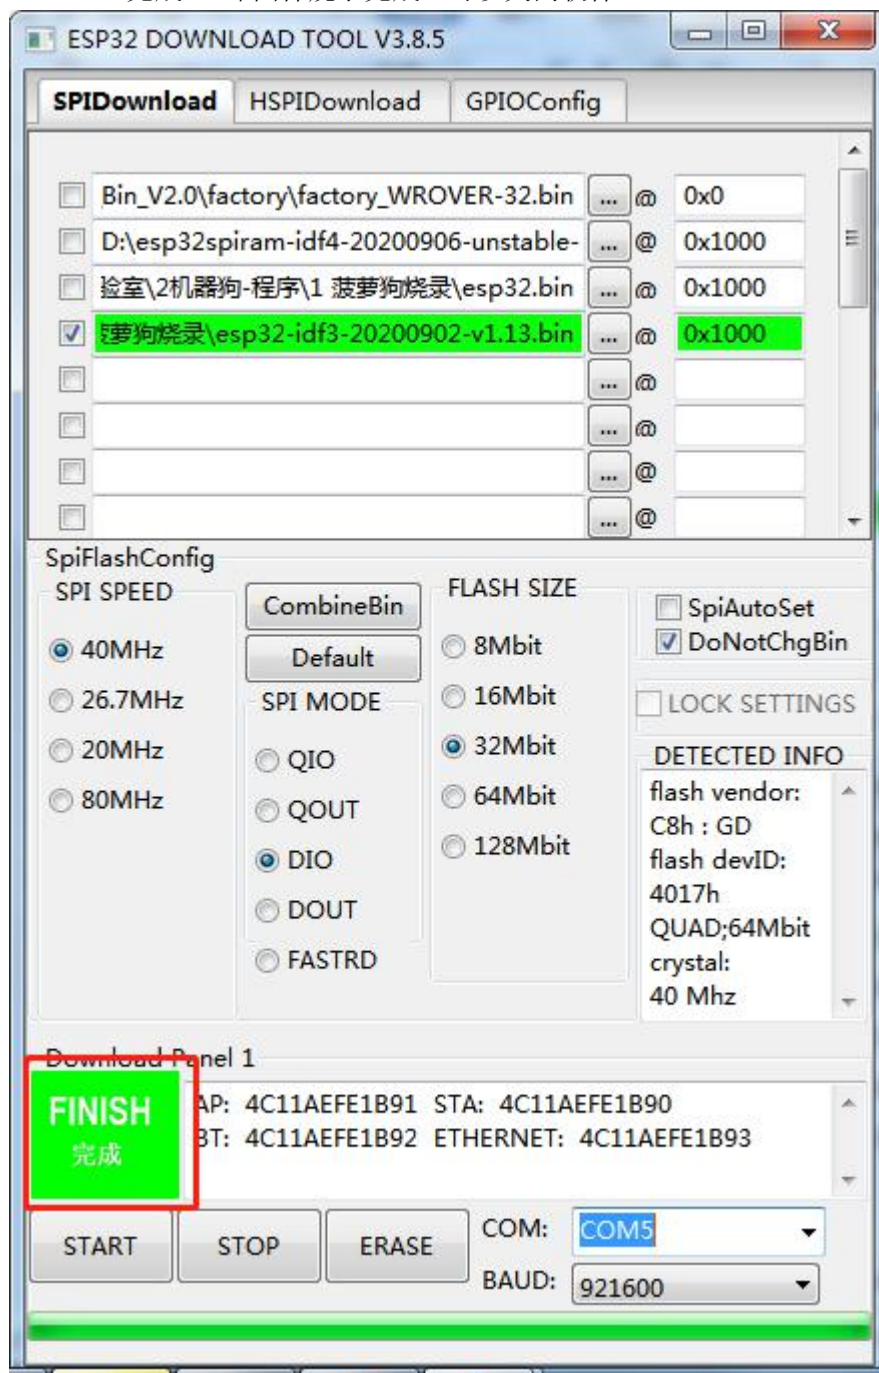 ESP32 DOWNLOAD TOOL V3.8.5
SPIDownload HSPIDownload GPIOConfig
Bin_V2.0\factory\factory_WROVER-32.bin ... @ 0x0
D:\esp32spiram-idf4-20200906-unstable- ... @ 0x1000
验室\2机器狗-程序\1 菠萝狗烧录\esp32.bin ... @ 0x1000
萝狗烧录\esp32-idf3-20200902-v1.13.bin ... @ 0x1000
... @
... @
... @
... @
SpiFlashConfig
SPI SPEED
40MHz
26.7MHz
20MHz
80MHz
CombineBin
Default
SPI MODE
QIO
QOUT
DIO
DOUT
FASTRD
FLASH SIZE
8Mbit
16Mbit
32Mbit
64Mbit
128Mbit
SpiAutoSet
DoNotChgBin
LOCK SETTINGS
DETECTED INFO
flash vendor:
C8h : GD
flash devID:
4017h
QUAD;64Mbit
crystal:
40 Mhz
Download Panel 1
FINISH
完成
AP: 4C11AEFE1B91 STA: 4C11AEFE1B90
BT: 4C11AEFE1B92 ETHERNET: 4C11AEFE1B93
START STOP ERASE
COM: COM5
BAUD: 921600